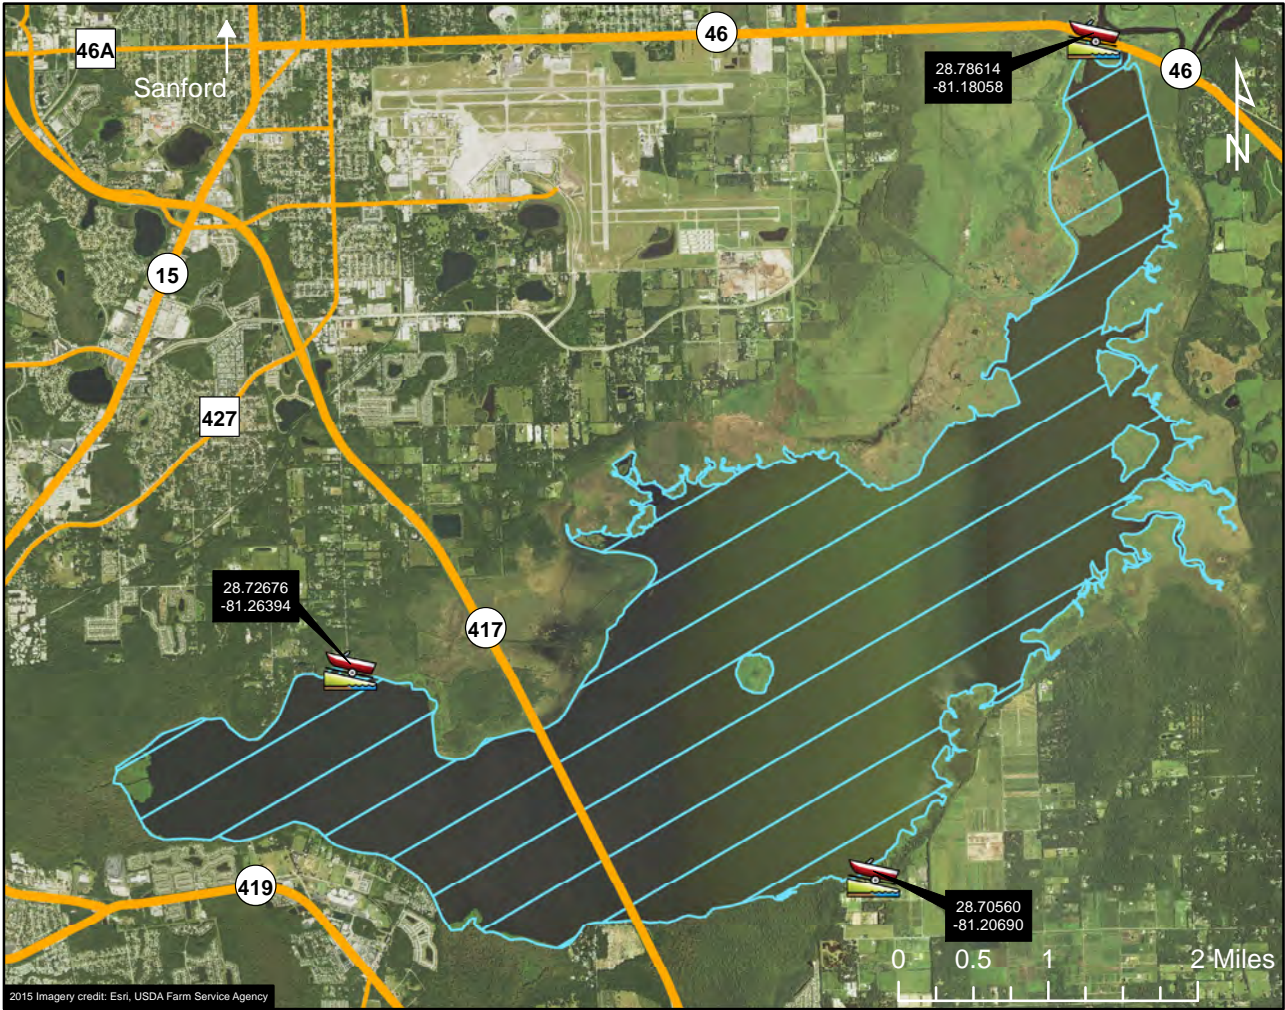 46A
Sanford
46
28.78614
-81.18058
46
N
15
427
28.72676
-81.26394
417
419
28.70560
-81.20690
0 0.5 1 2 Miles
2015 Imagery credit: Esri, USDA Farm Service Agency